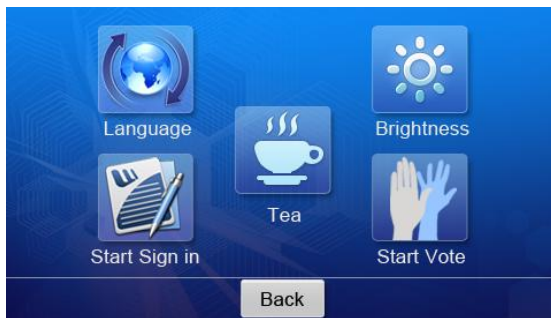 Language
Brightness
Tea
Start Sign in
Start Vote
Back